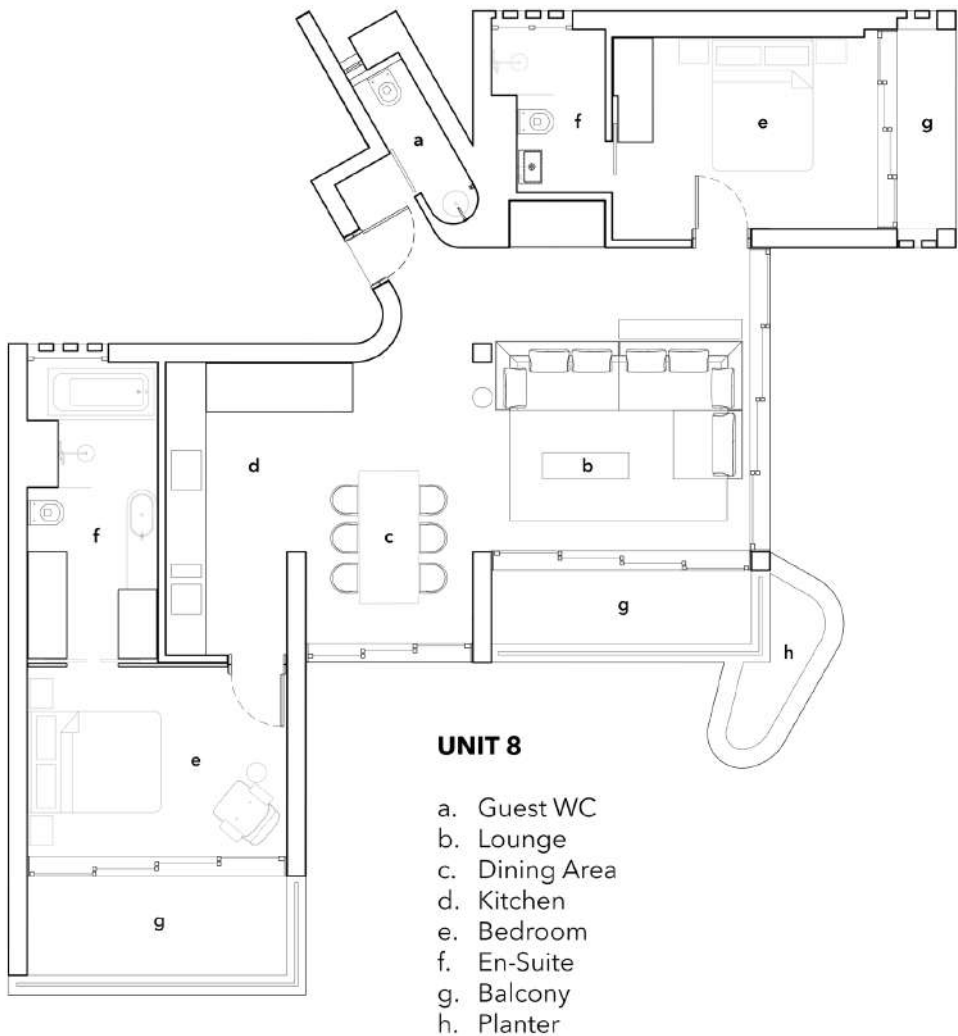 f
e
g
a
d
b
c
f
g
h
e
g
UNIT 8
a. Guest WC
b. Lounge
c. Dining Area
d. Kitchen
e. Bedroom
f. En-Suite
g. Balcony
h. Planter